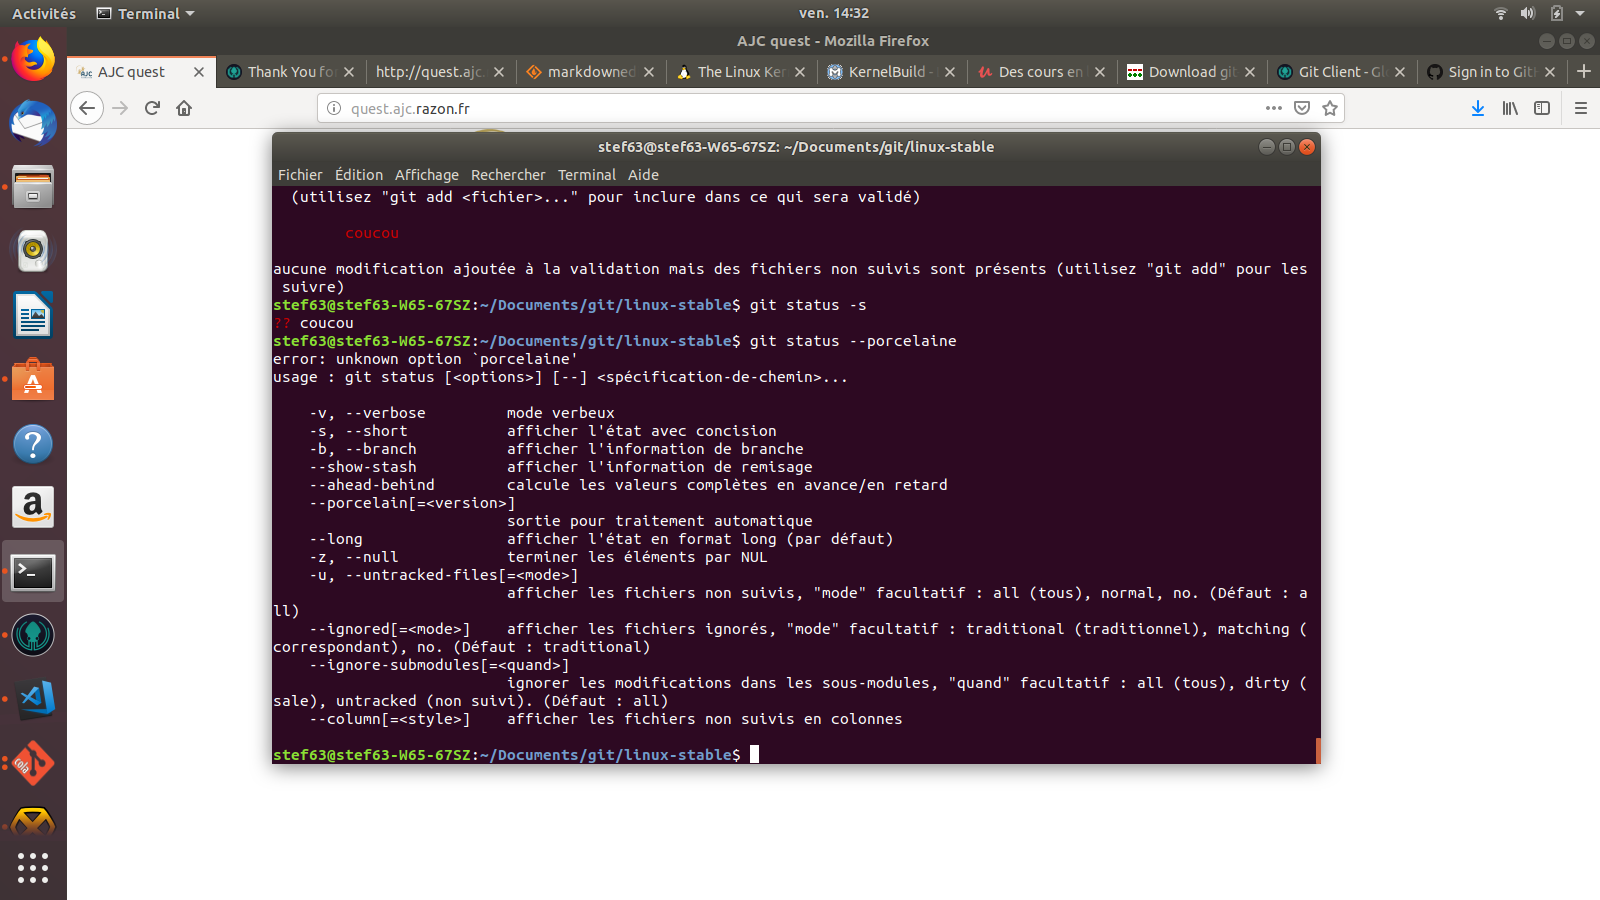 Activités Terminal ven. 14:32
AJC quest - Mozilla Firefox
AJC quest Thank You fo http://quest.ajc. markdowned The Linux Ker KernelBuild - Des cours en Download git Git Client - Gl Sign in to Git
quest.ajc.razon.fr
stef63@stef63-W65-67SZ: ~/Documents/git/linux-stable
Fichier Édition Affichage Rechercher Terminal Aide
(utilisez "git add <fichier>..." pour inclure dans ce qui sera validé)
coucou
aucune modification ajoutée à la validation mais des fichiers non suivis sont présents (utilisez "git add" pour les
suivre)
stef63@stef63-W65-67SZ:~/Documents/git/linux-stable$ git status -s
?? coucou
stef63@stef63-W65-67SZ:~/Documents/git/linux-stable$ git status --porcelaine
error: unknown option `porcelaine'
usage : git status [<options>] [--] <spécification-de-chemin>...
-v, --verbose mode verbeux
-s, --short afficher l'état avec concision
-b, --branch afficher l'information de branche
--show-stash afficher l'information de remisage
--ahead-behind calcule les valeurs complètes en avance/en retard
--porcelain[=<version>]
sortie pour traitement automatique
--long afficher l'état en format long (par défaut)
-z, --null terminer les éléments par NUL
-u, --untracked-files[=<mode>]
afficher les fichiers non suivis, "mode" facultatif : all (tous), normal, no. (Défaut : a
ll)
--ignored[=<mode>] afficher les fichiers ignorés, "mode" facultatif : traditional (traditionnel), matching (
correspondant), no. (Défaut : traditional)
--ignore-submodules[=<quand>]
ignorer les modifications dans les sous-modules, "quand" facultatif : all (tous), dirty (
sale), untracked (non suivi). (Défaut : all)
--column[=<style>] afficher les fichiers non suivis en colonnes
stef63@stef63-W65-67SZ:~/Documents/git/linux-stable$